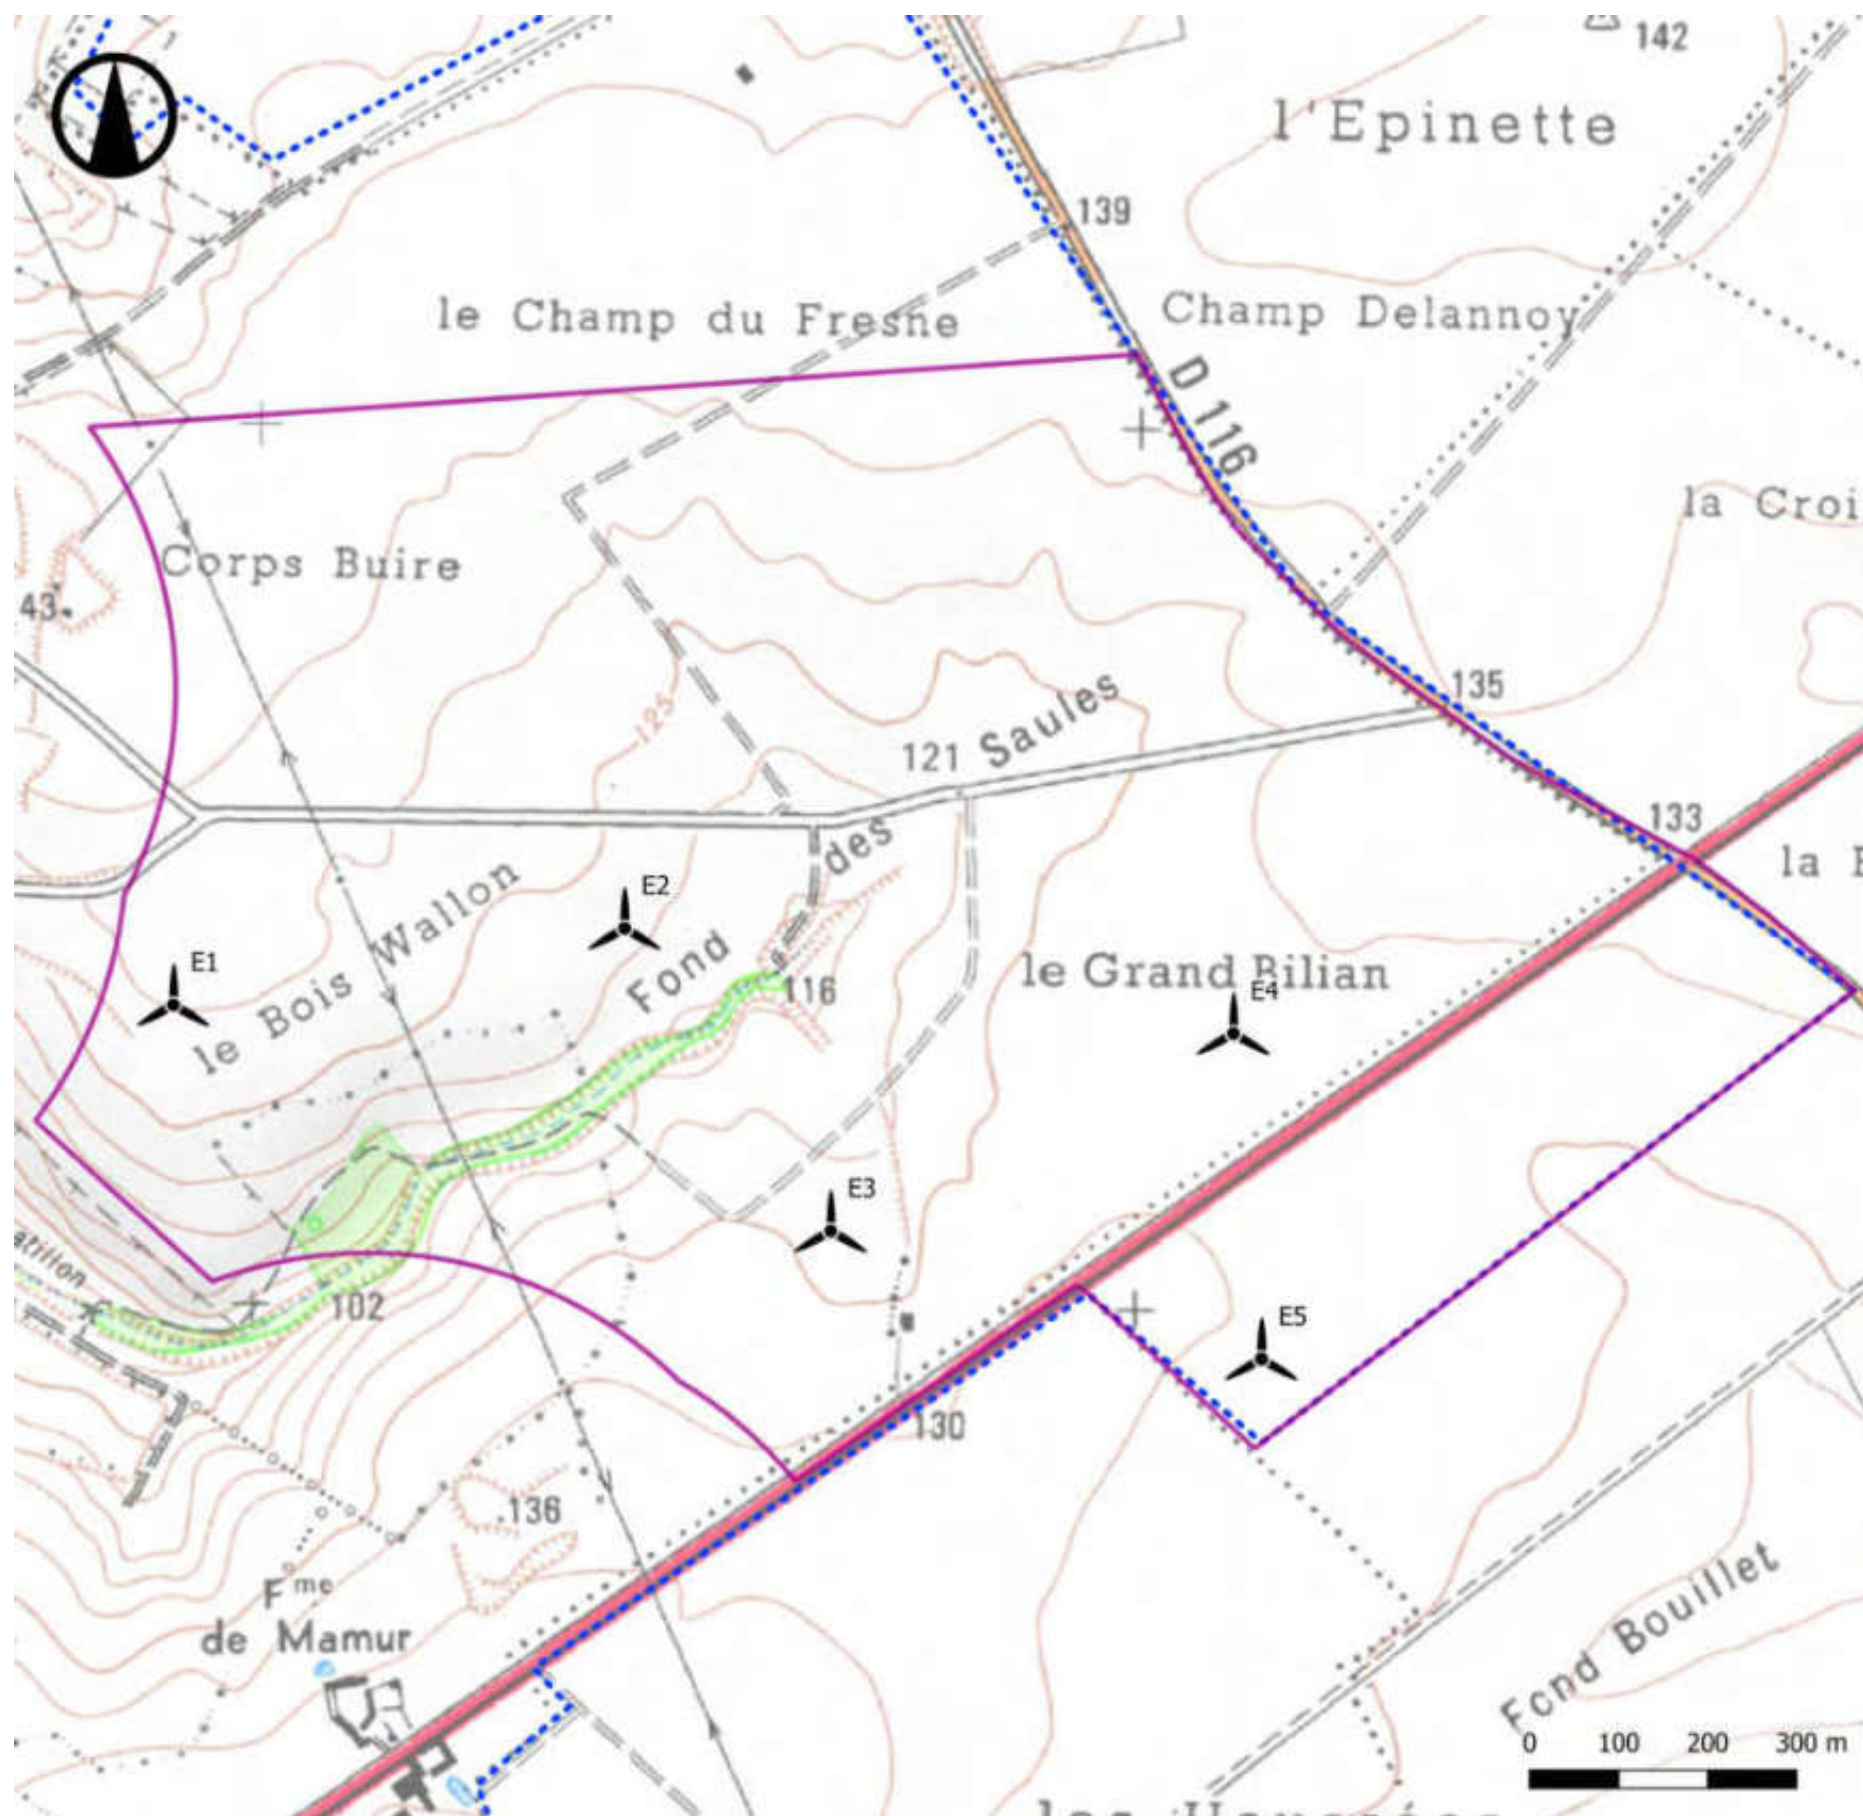 142
l'Epinette
139
le Champ du Fresne
Champ Delannoy
D 116
la Croi
Corps Buire
43
135
125
Saules
121
133
des
la
E2
le Bois Wallon
Fond
E1
116
le Grand Bilian
E4
E3
102
E5
130
136
Fme
de Mamur
Fond Bouillet
0 100 200 300 m